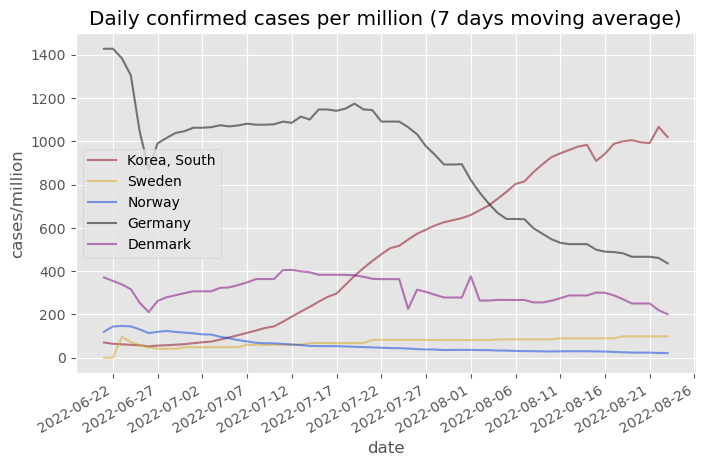 Daily confirmed cases per million (7 days moving average)
1400
1200
1000
800
600
400
200
0
cases/million
Korea, South
Sweden
Norway
Germany
Denmark
2022-06-22
2022-06-27
2022-07-02
2022-07-07
2022-07-12
2022-07-17
2022-07-22
2022-07-27
2022-08-01
2022-08-06
2022-08-11
2022-08-16
2022-08-21
2022-08-26
date